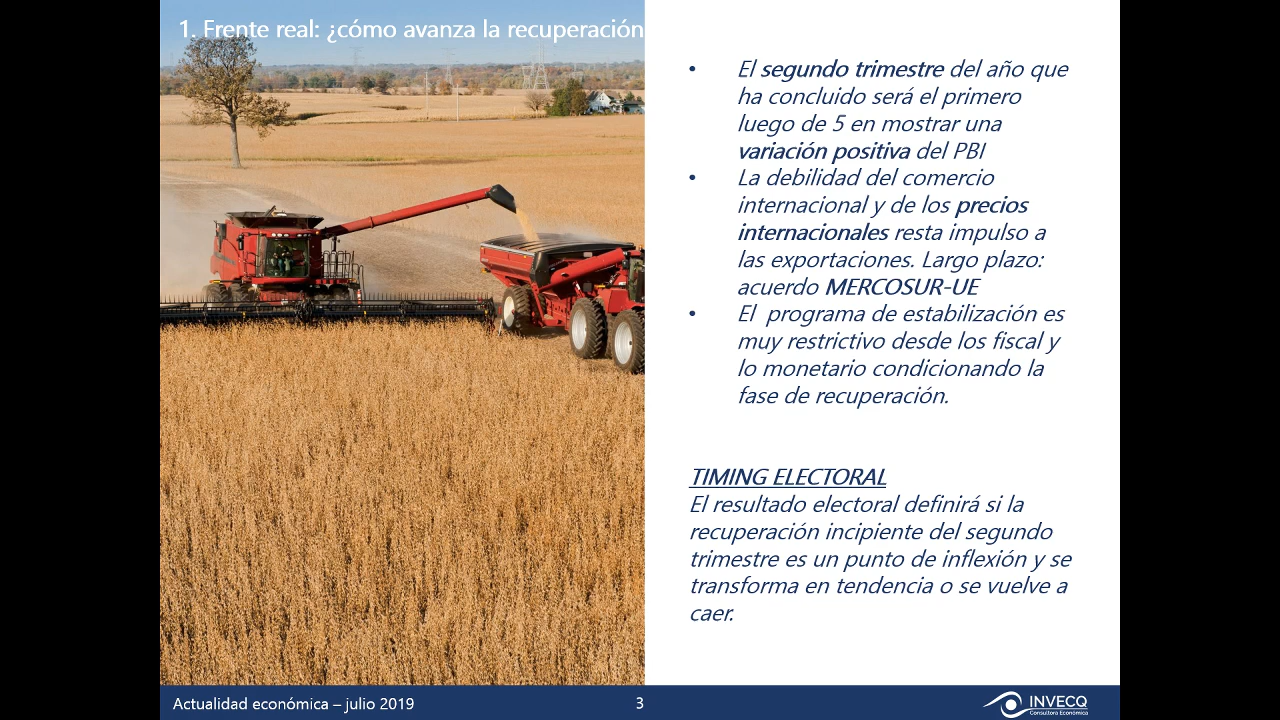 1. Frente real: ¿cómo avanza la recuperación
• El segundo trimestre del año que
ha concluido será el primero
luego de 5 en mostrar una
variación positiva del PBI
• La debilidad del comercio
internacional y de los precios
internacionales resta impulso a
las exportaciones. Largo plazo:
acuerdo MERCOSUR-UE
• El  programa de estabilización es
muy restrictivo desde los fiscal y
lo monetario condicionando la
fase de recuperación.
TIMING ELECTORAL
El resultado electoral definirá si la
recuperación incipiente del segundo
trimestre es un punto de inflexión y se
transforma en tendencia o se vuelve a
caer.
Actualidad económica – julio 2019
3
INVECQ
Consultora Económica